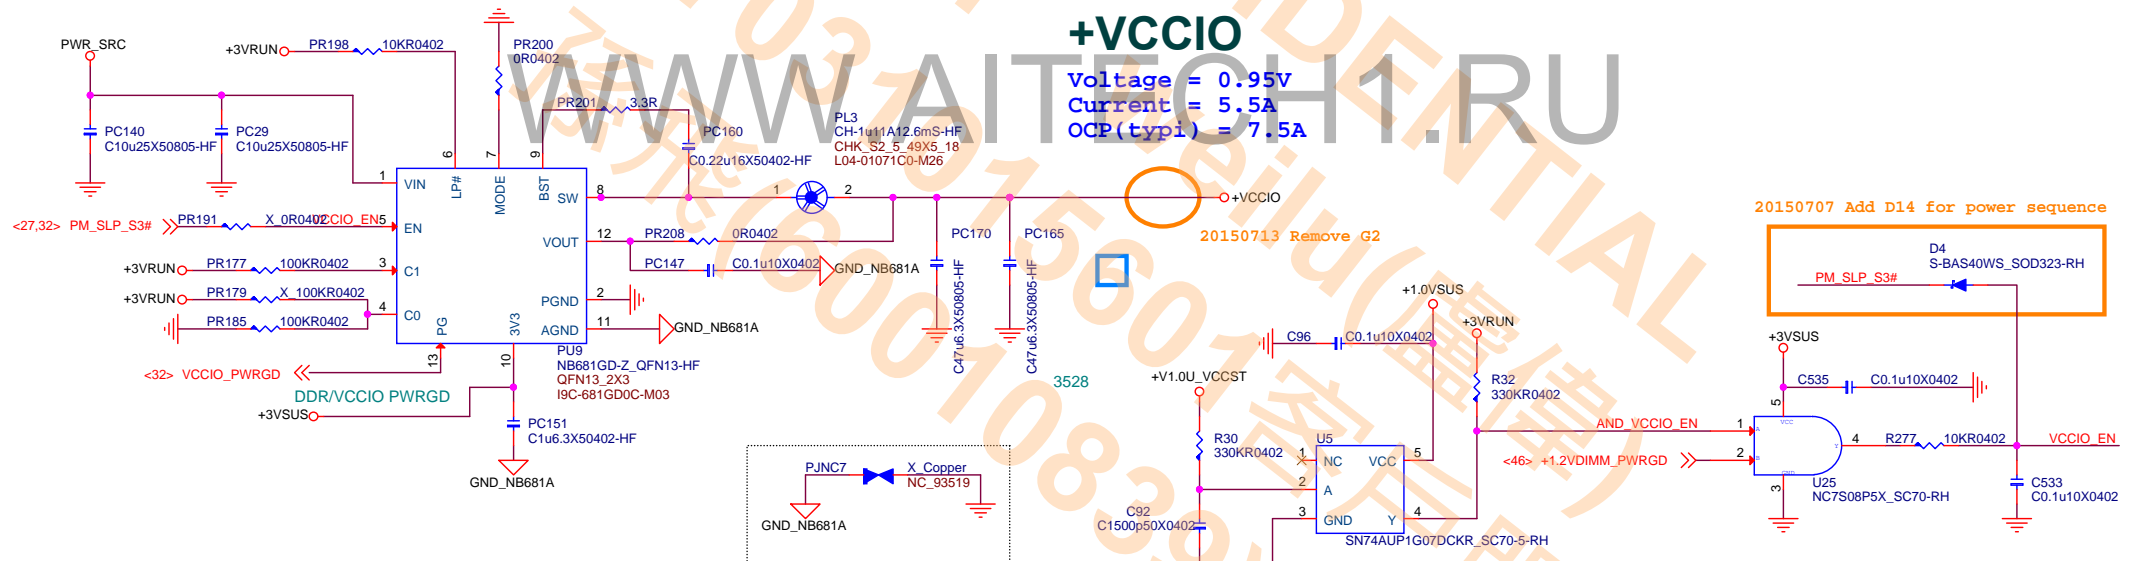 +VCCIO
Voltage = 0.95V
Current = 5.5A
OCP(typi) = 7.5A
WWW.AITECH1.RU
PWR_SRC
+3VRUN
PR198
10KR0402
PR200
0R0402
PR201
3.3R
PC140
C10u25X50805-HF
PC29
C10u25X50805-HF
PC160
C0.22u16X50402-HF
PL3
CH-1u11A12.6mS-HF
CHK_S2_5_49X5_18
L04-01071C0-M26
6
7
9
LP#
MODE
BST
1
VIN
SW
8
1
2
+VCCIO
20150713 Remove G2
<27,32> PM_SLP_S3#
PR191
X_0R0402
VCCIO_EN
5
EN
VOUT
12
PR208
0R0402
PC147
C0.1u10X0402
GND_NB681A
PC170
C47u6.3X50805-HF
PC165
C47u6.3X50805-HF
3528
+3VRUN
PR177
100KR0402
3
C1
+3VRUN
PR179
X_100KR0402
4
C0
PR185
100KR0402
PGND
2
AGND
11
GND_NB681A
PG
3V3
13
10
PU9
NB681GD-Z_QFN13-HF
QFN13_2X3
I9C-681GD0C-M03
<32> VCCIO_PWRGD
DDR/VCCIO PWRGD
+3VSUS
PC151
C1u6.3X50402-HF
GND_NB681A
PJNC7
X_Copper
NC_93519
GND_NB681A
20150707 Add D14 for power sequence
D4
S-BAS40WS_SOD323-RH
PM_SLP_S3#
+1.0VSUS
C96
C0.1u10X0402
+3VRUN
R32
330KR0402
+V1.0U_VCCST
R30
330KR0402
C92
C1500p50X0402
U5
1
NC
VCC
5
2
A
3
GND
Y
4
SN74AUP1G07DCKR_SC70-5-RH
+3VSUS
C535
C0.1u10X0402
5
AND_VCCIO_EN
1
<46> +1.2VDIMM_PWRGD
2
A
B
VCC
GND
Y
4
3
U25
NC7S08P5X_SC70-RH
R277
10KR0402
VCCIO_EN
C533
C0.1u10X0402